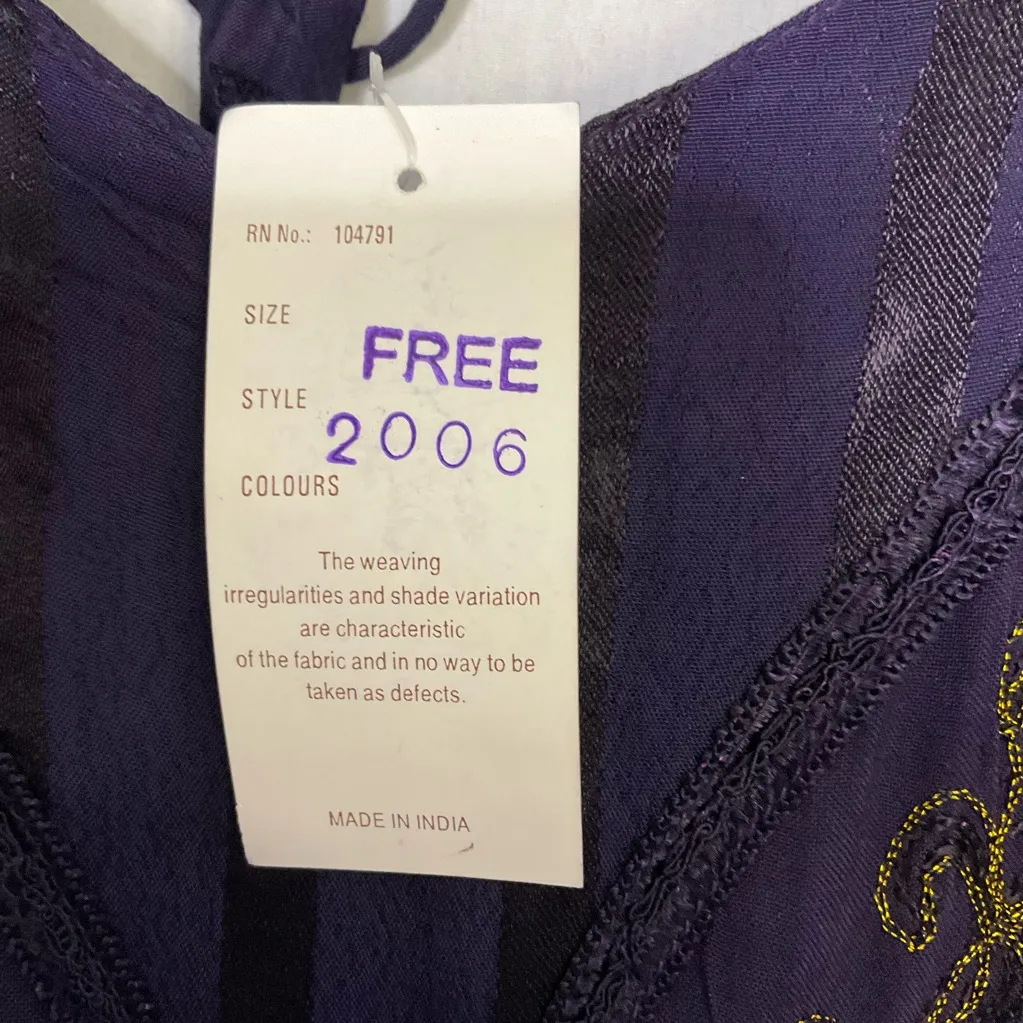 RN No.: 104791
SIZE FREE
STYLE 2006
COLOURS
The weaving
irregularities and shade variation
are characteristic
of the fabric and in no way to be
taken as defects.
MADE IN INDIA